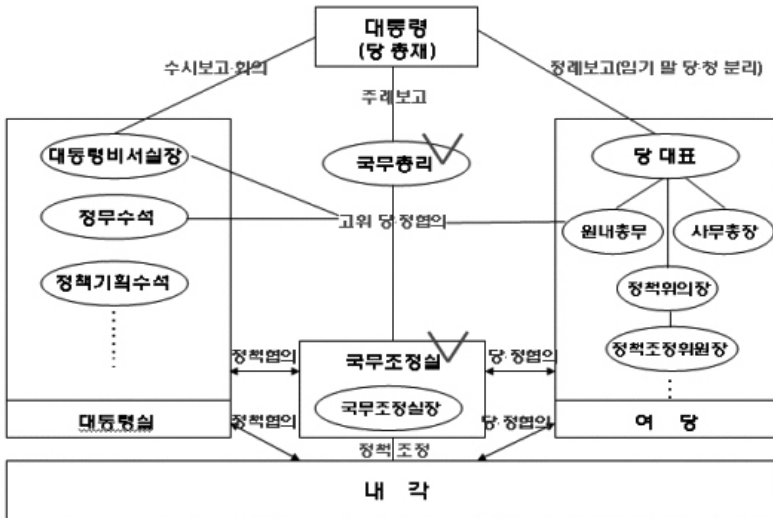 대통령
(당 총재)
수시보고·회의
정례보고(임기 말 당·청 분리)
주례보고
대통령비서실장
국무총리
당 대표
정무수석
고위 당·정협의
원내총무
사무총장
정책기획수석
정책위의장
정책협의
국무조정실
당·정협의
정책조정위원장
국무조정실장
대통령실
정책협의
당·정협의
여 당
정책 조정
내 각